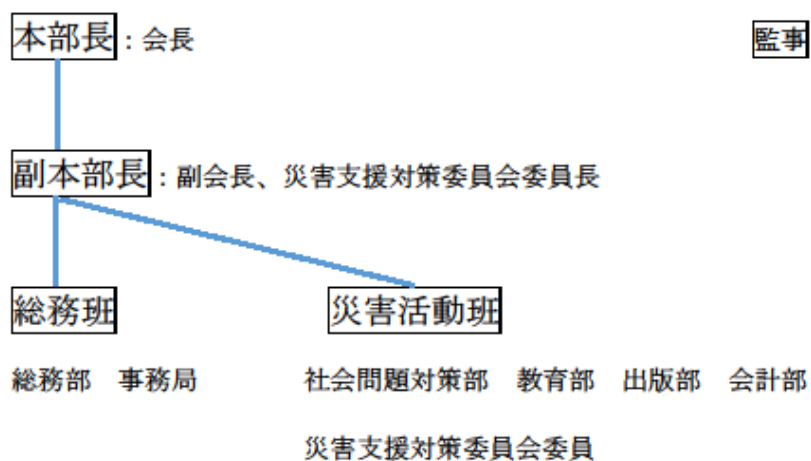 本部長：会長　監事
副本部長：副会長、災害支援対策委員会委員長
総務班　災害活動班
総務部　事務局　社会問題対策部　教育部　出版部　会計部
災害支援対策委員会委員